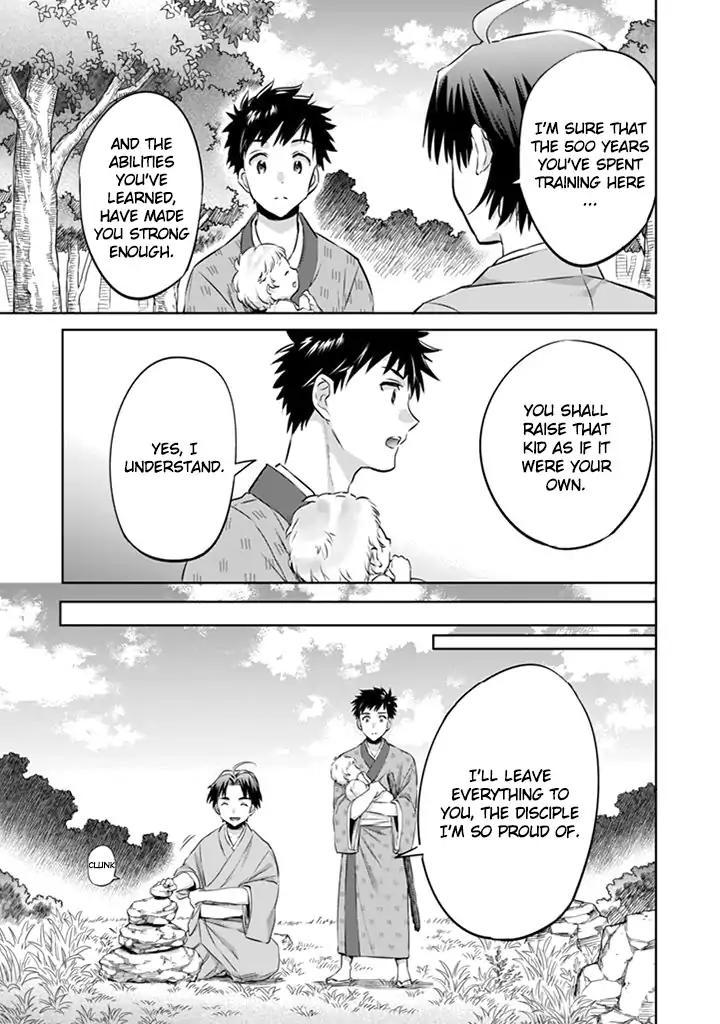 I'M SURE THAT
THE 500 YEARS
YOU'VE SPENT
TRAINING HERE
...
AND THE
ABILITIES
YOU'VE
LEARNED,
HAVE MADE
YOU STRONG
ENOUGH.
YOU SHALL
RAISE THAT
KID AS IF IT
WERE YOUR
OWN.
YES, I
UNDERSTAND.
I'LL LEAVE
EVERYTHING TO
YOU, THE DISCIPLE
I'M SO PROUD OF.
CLUNK